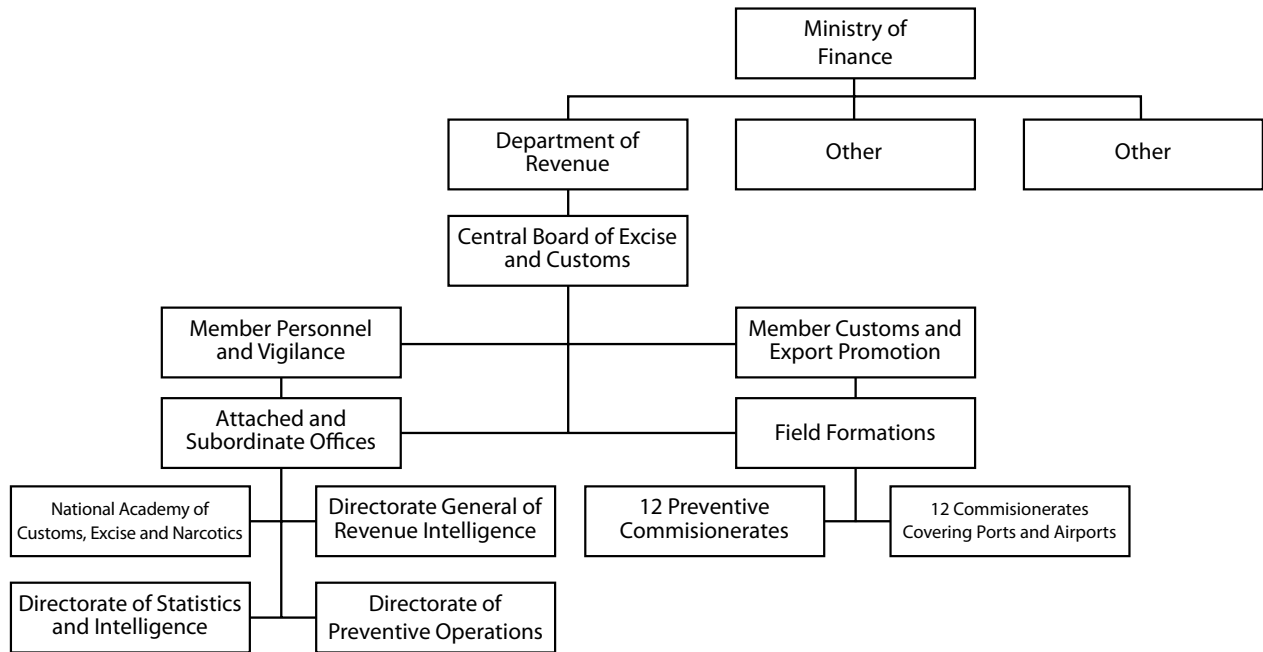 Ministry of
Finance
Department of
Revenue
Other
Other
Central Board of Excise
and Customs
Member Personnel
and Vigilance
Member Customs and
Export Promotion
Attached and
Subordinate Offices
Field Formations
National Academy of
Customs, Excise and Narcotics
Directorate General of
Revenue Intelligence
12 Preventive
Commisionerates
12 Commisionerates
Covering Ports and Airports
Directorate of Statistics
and Intelligence
Directorate of
Preventive Operations